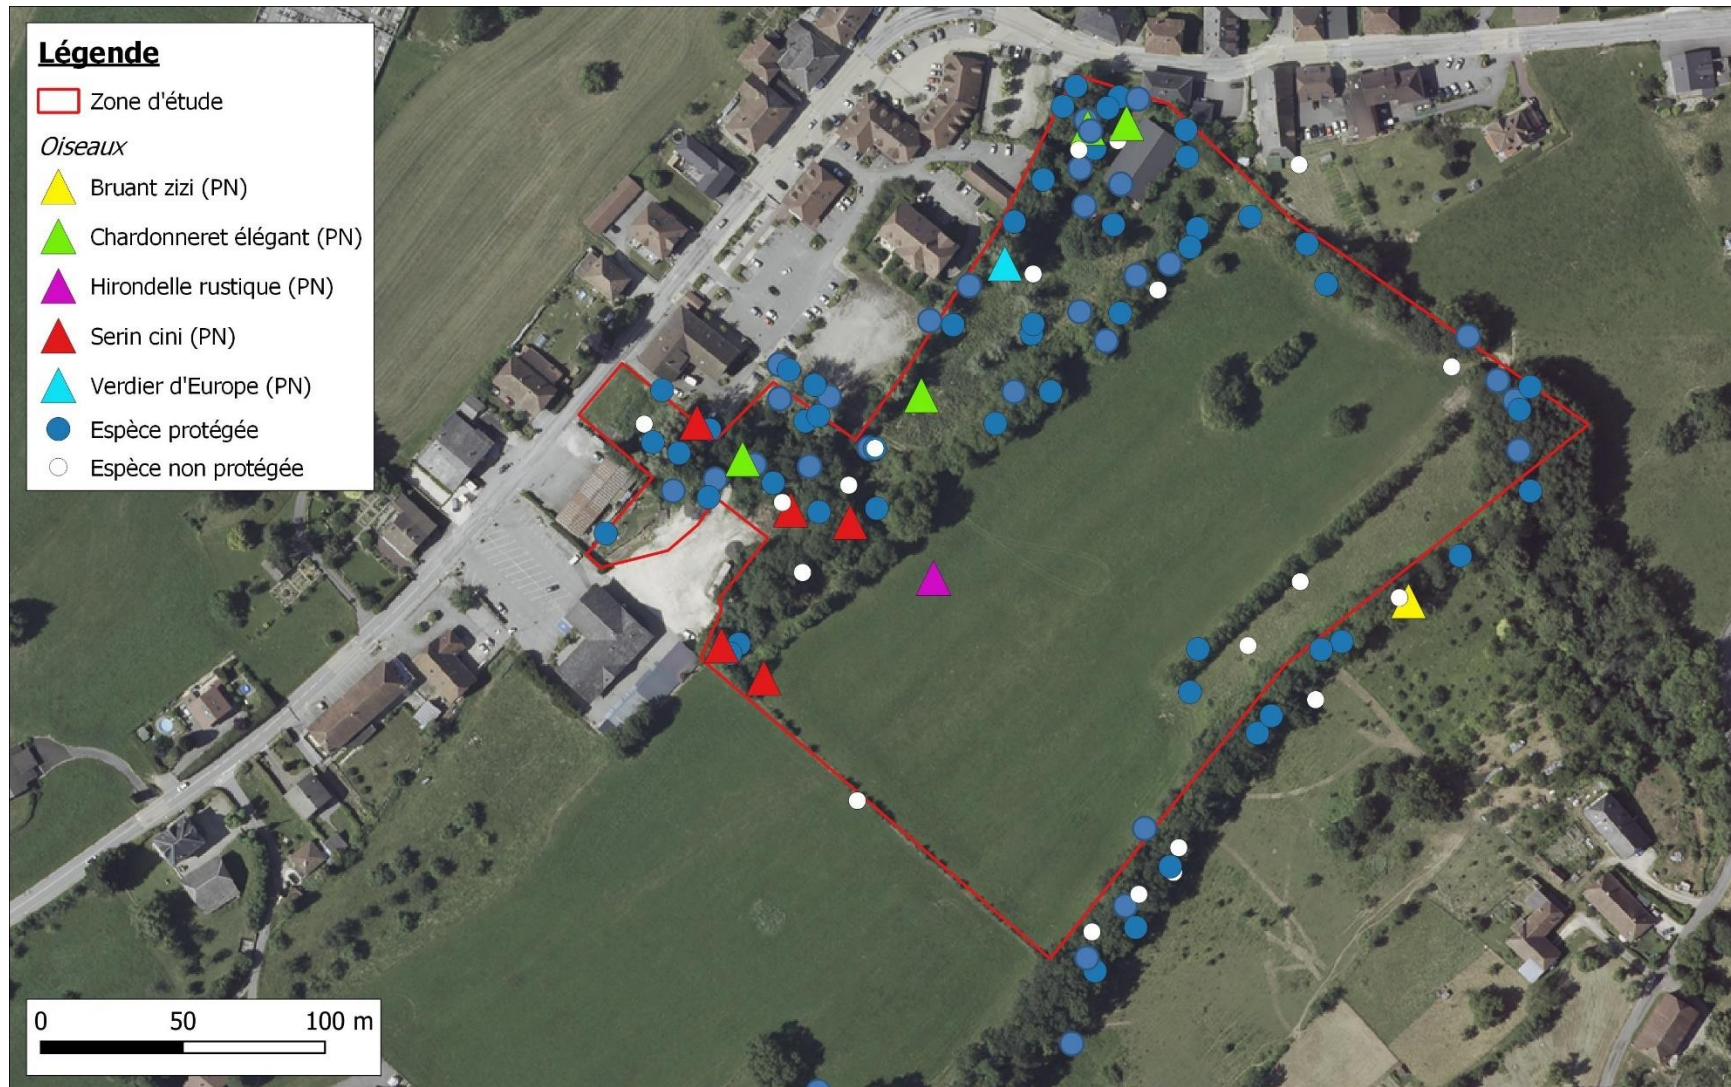 Légende
Zone d'étude
Oiseaux
Bruant zizi (PN)
Chardonneret élégant (PN)
Hirondelle rustique (PN)
Serin cini (PN)
Verdier d'Europe (PN)
Espèce protégée
Espèce non protégée
0 50 100 m